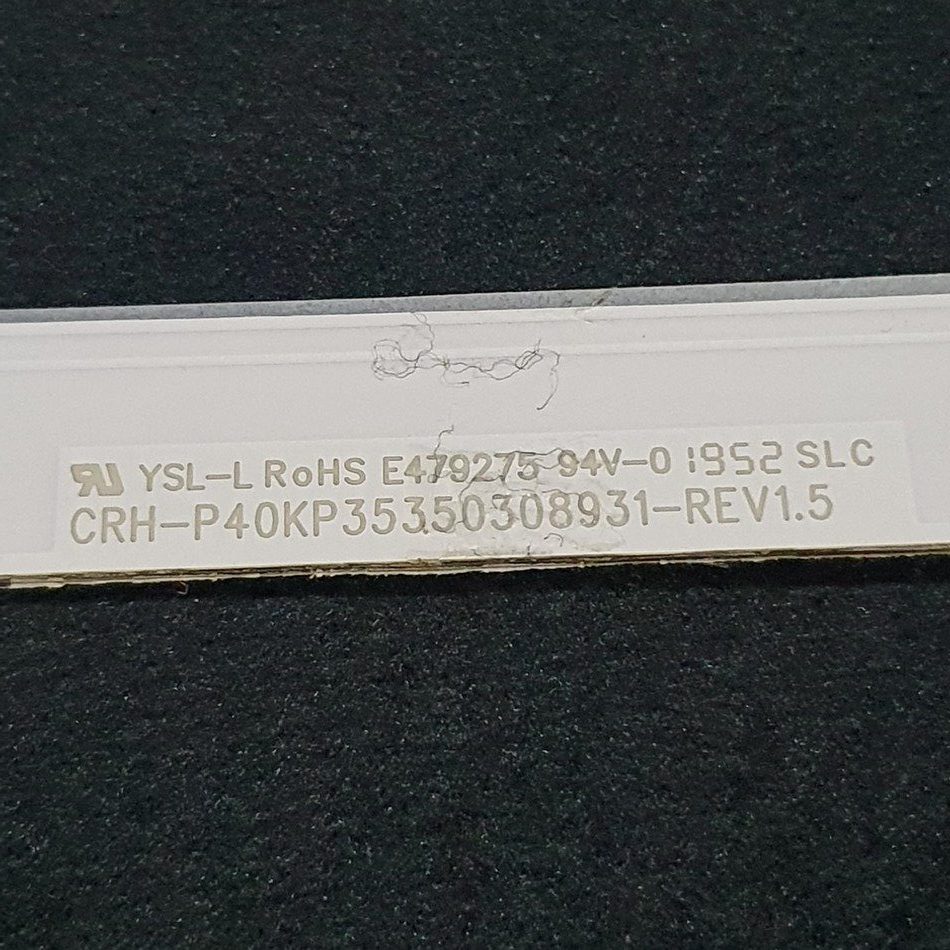 YSL-L RoHS E479275 94V-0 1952 SLC
CRH-P40KP35350308931-REV1.5